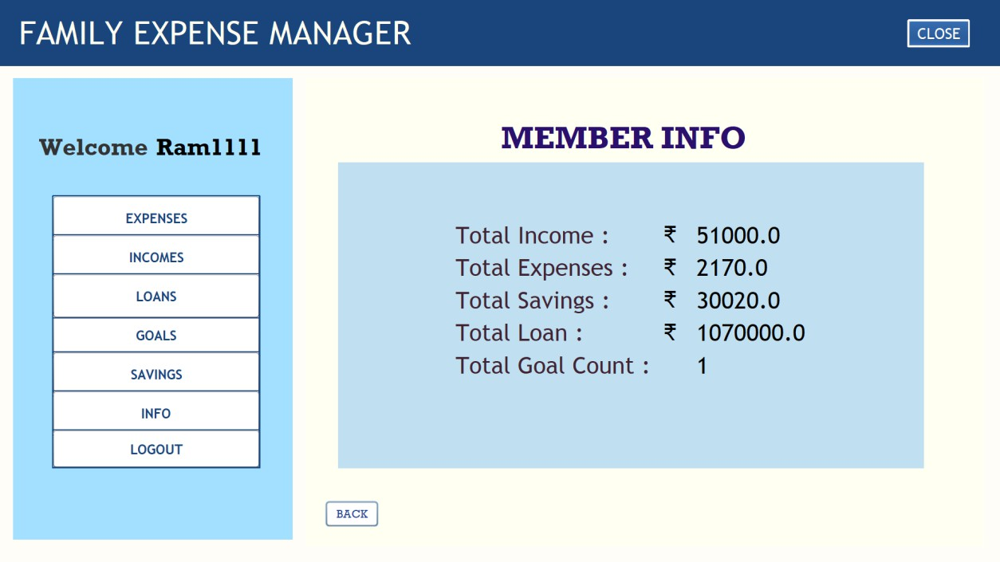 FAMILY EXPENSE MANAGER
CLOSE
Welcome Ram1111
EXPENSES
INCOMES
LOANS
GOALS
SAVINGS
INFO
LOGOUT
MEMBER INFO
Total Income : ₹ 51000.0
Total Expenses : ₹ 2170.0
Total Savings : ₹ 30020.0
Total Loan : ₹ 1070000.0
Total Goal Count : 1
BACK